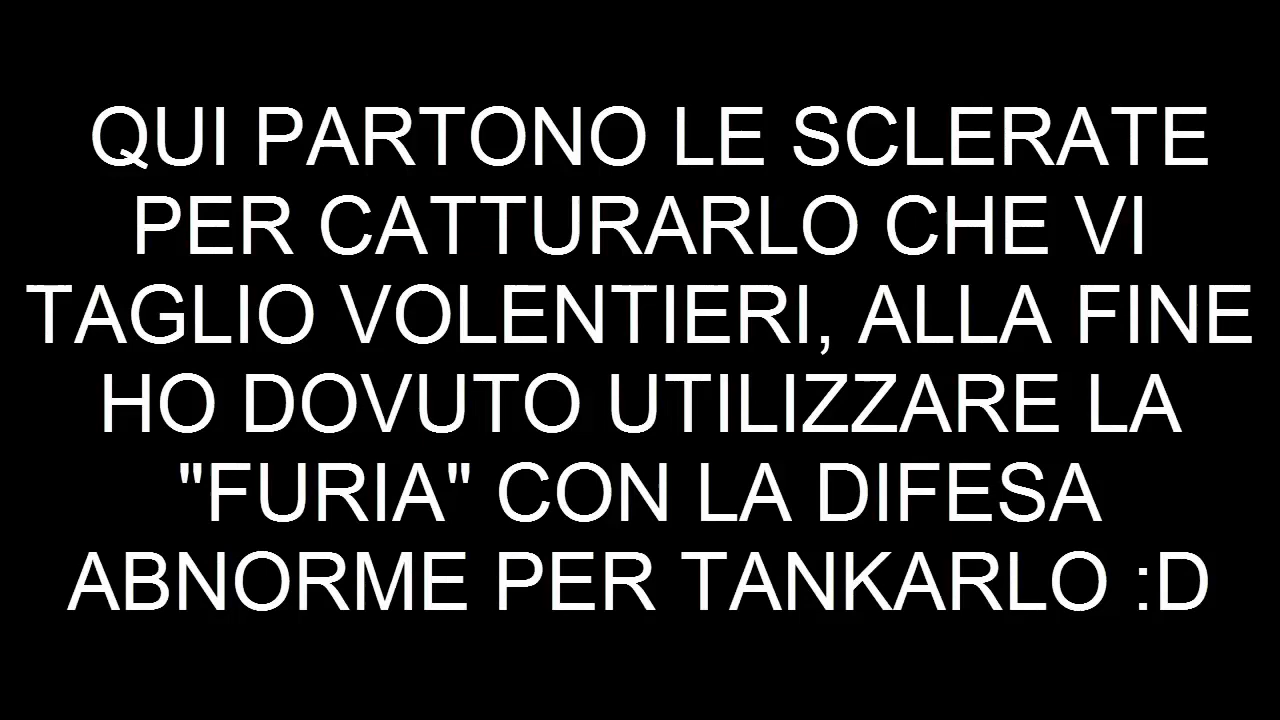 QUI PARTONO LE SCLERATE
PER CATTURARLO CHE VI
TAGLIO VOLENTIERI, ALLA FINE
HO DOVUTO UTILIZZARE LA
"FURIA" CON LA DIFESA
ABNORME PER TANKARLO :D